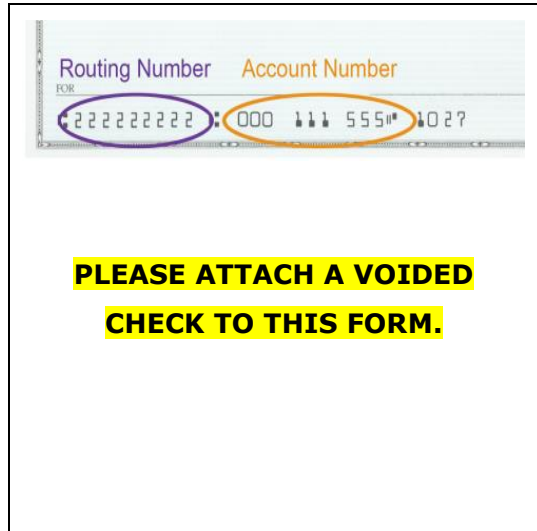 Routing Number Account Number
FOR
⑆222222222⑆ 000 111 555⑈ 1027
PLEASE ATTACH A VOIDED
CHECK TO THIS FORM.